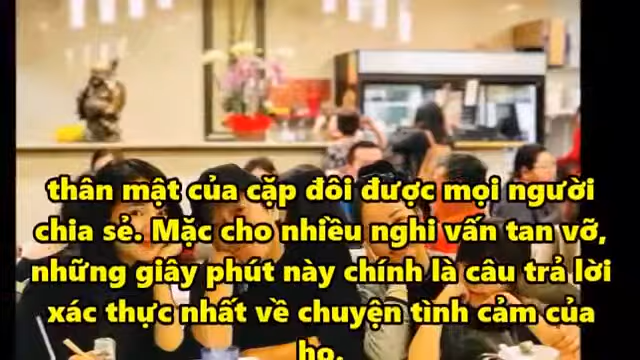 thân mật của cặp đôi được mọi người
chia sẻ. Mặc cho nhiều nghi vấn tan vỡ,
những giây phút này chính là câu trả lời
xác thực nhất về chuyện tình cảm của
họ.